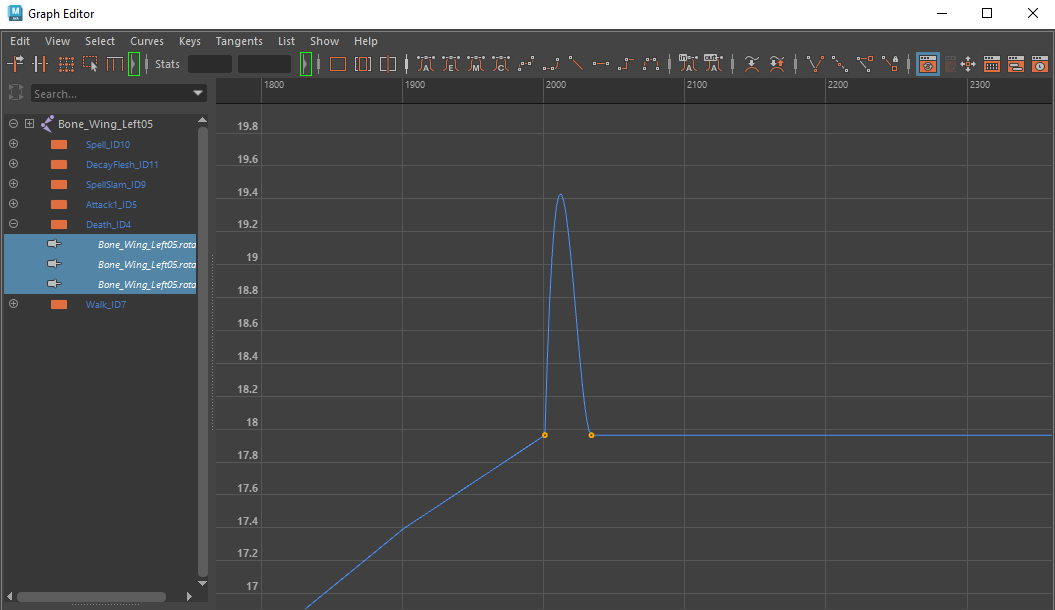 Graph Editor
Edit View Select Curves Keys Tangents List Show Help
Stats
Search...
1800 1900 2000 2100 2200 2300
Bone_Wing_Left05
Spell_ID10
DecayFlesh_ID11
SpellSlam_ID9
Attack1_ID5
Death_ID4
Bone_Wing_Left05.rota
Bone_Wing_Left05.rota
Bone_Wing_Left05.rota
Walk_ID7
19.8
19.6
19.4
19.2
19
18.8
18.6
18.4
18.2
18
17.8
17.6
17.4
17.2
17